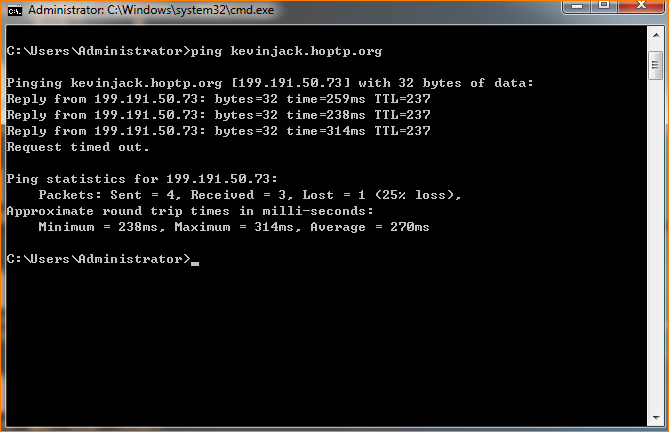 Administrator: C:\Windows\system32\cmd.exe
C:\Users\Administrator>ping kevinjack.hoptp.org
Pinging kevinjack.hoptp.org [199.191.50.73] with 32 bytes of data:
Reply from 199.191.50.73: bytes=32 time=259ms TTL=237
Reply from 199.191.50.73: bytes=32 time=238ms TTL=237
Reply from 199.191.50.73: bytes=32 time=314ms TTL=237
Request timed out.
Ping statistics for 199.191.50.73:
    Packets: Sent = 4, Received = 3, Lost = 1 (25% loss),
Approximate round trip times in milli-seconds:
    Minimum = 238ms, Maximum = 314ms, Average = 270ms
C:\Users\Administrator>_